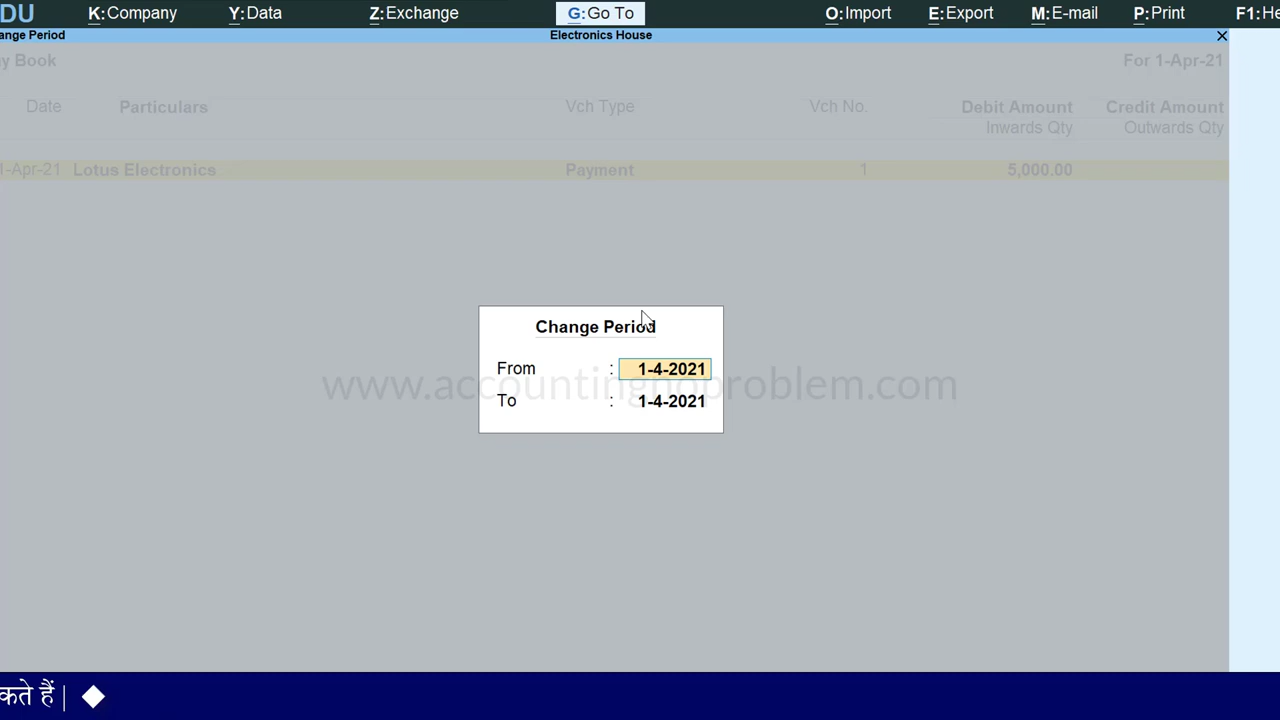 DU K:Company Y:Data Z:Exchange G:Go To O:Import E:Export M:E-mail P:Print F1:He
ange Period Electronics House
y Book For 1-Apr-21
Date Particulars Vch Type Vch No. Debit Amount Credit Amount
Inwards Qty Outwards Qty
1-Apr-21 Lotus Electronics Payment 1 5,000.00
Change Period
From : 1-4-2021
www.accountingnoproblem.com
To : 1-4-2021
कते हैं |